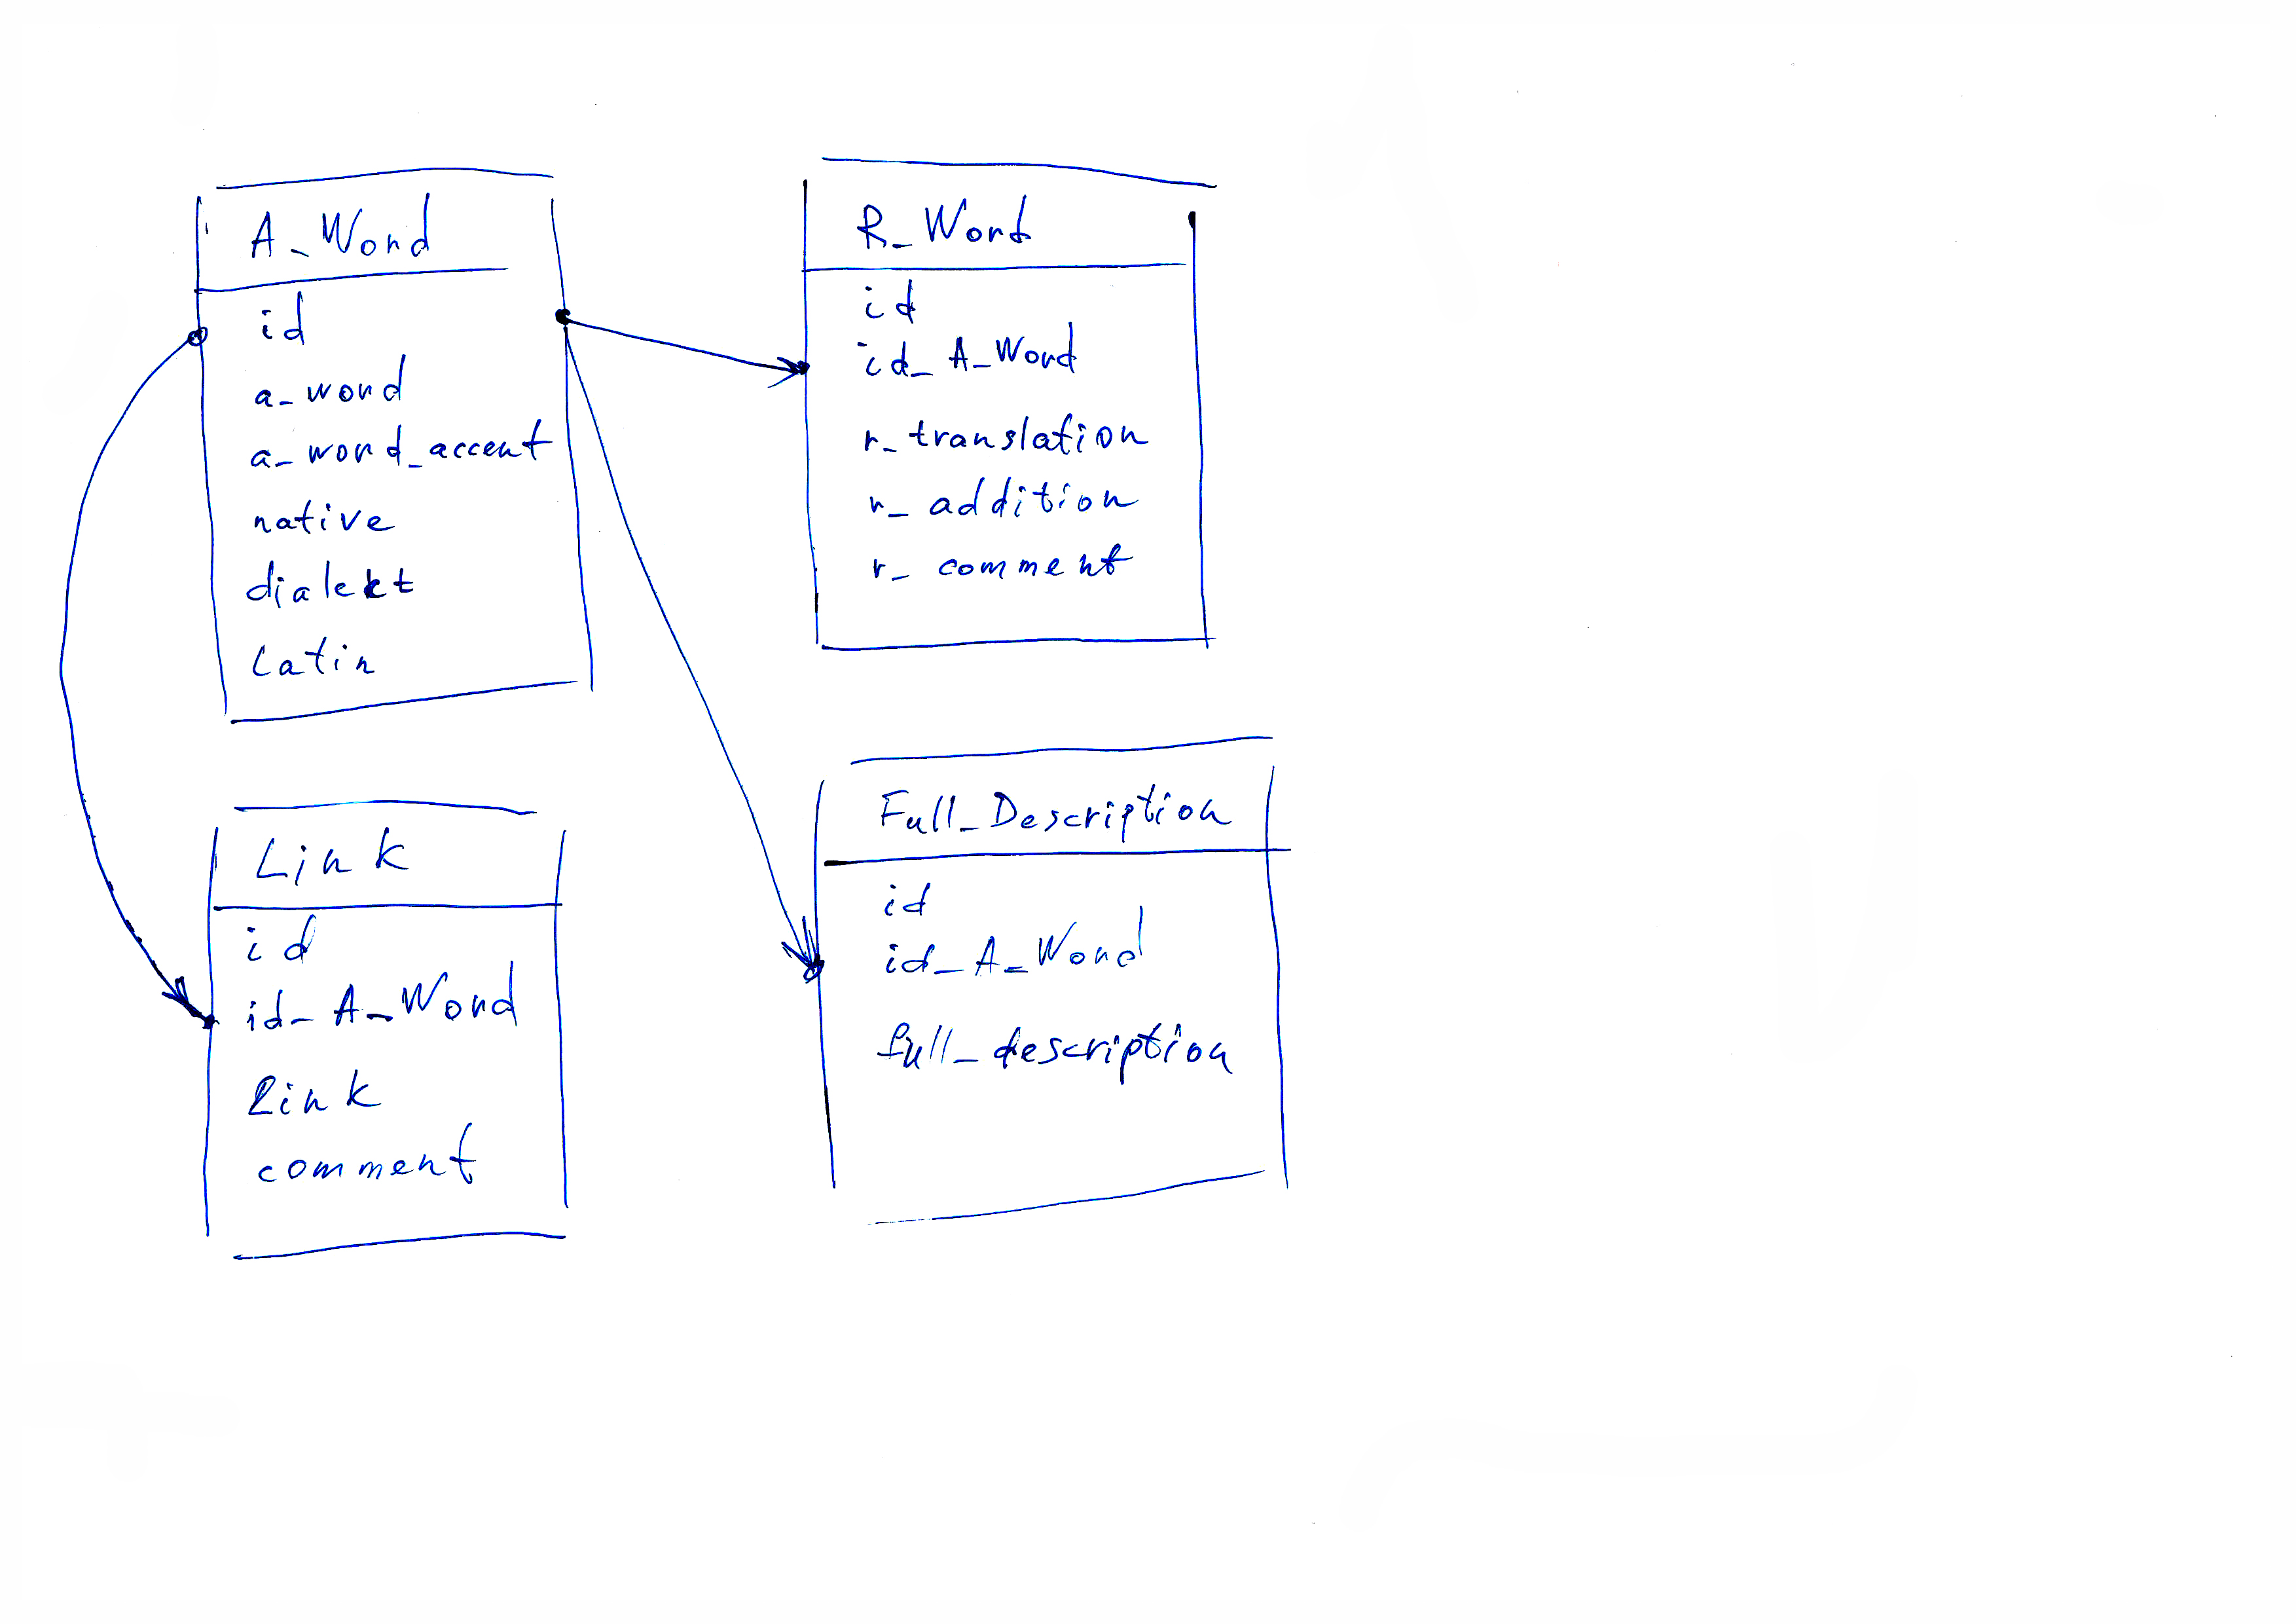 A_Word
id
a_word
a_word_accent
native
dialekt
Latin
R_Word
id
id_A_Word
r_translation
r_addition
r_comment
Link
id
id_A_Word
link
comment
Full_Description
id
id_A_Word
full_description